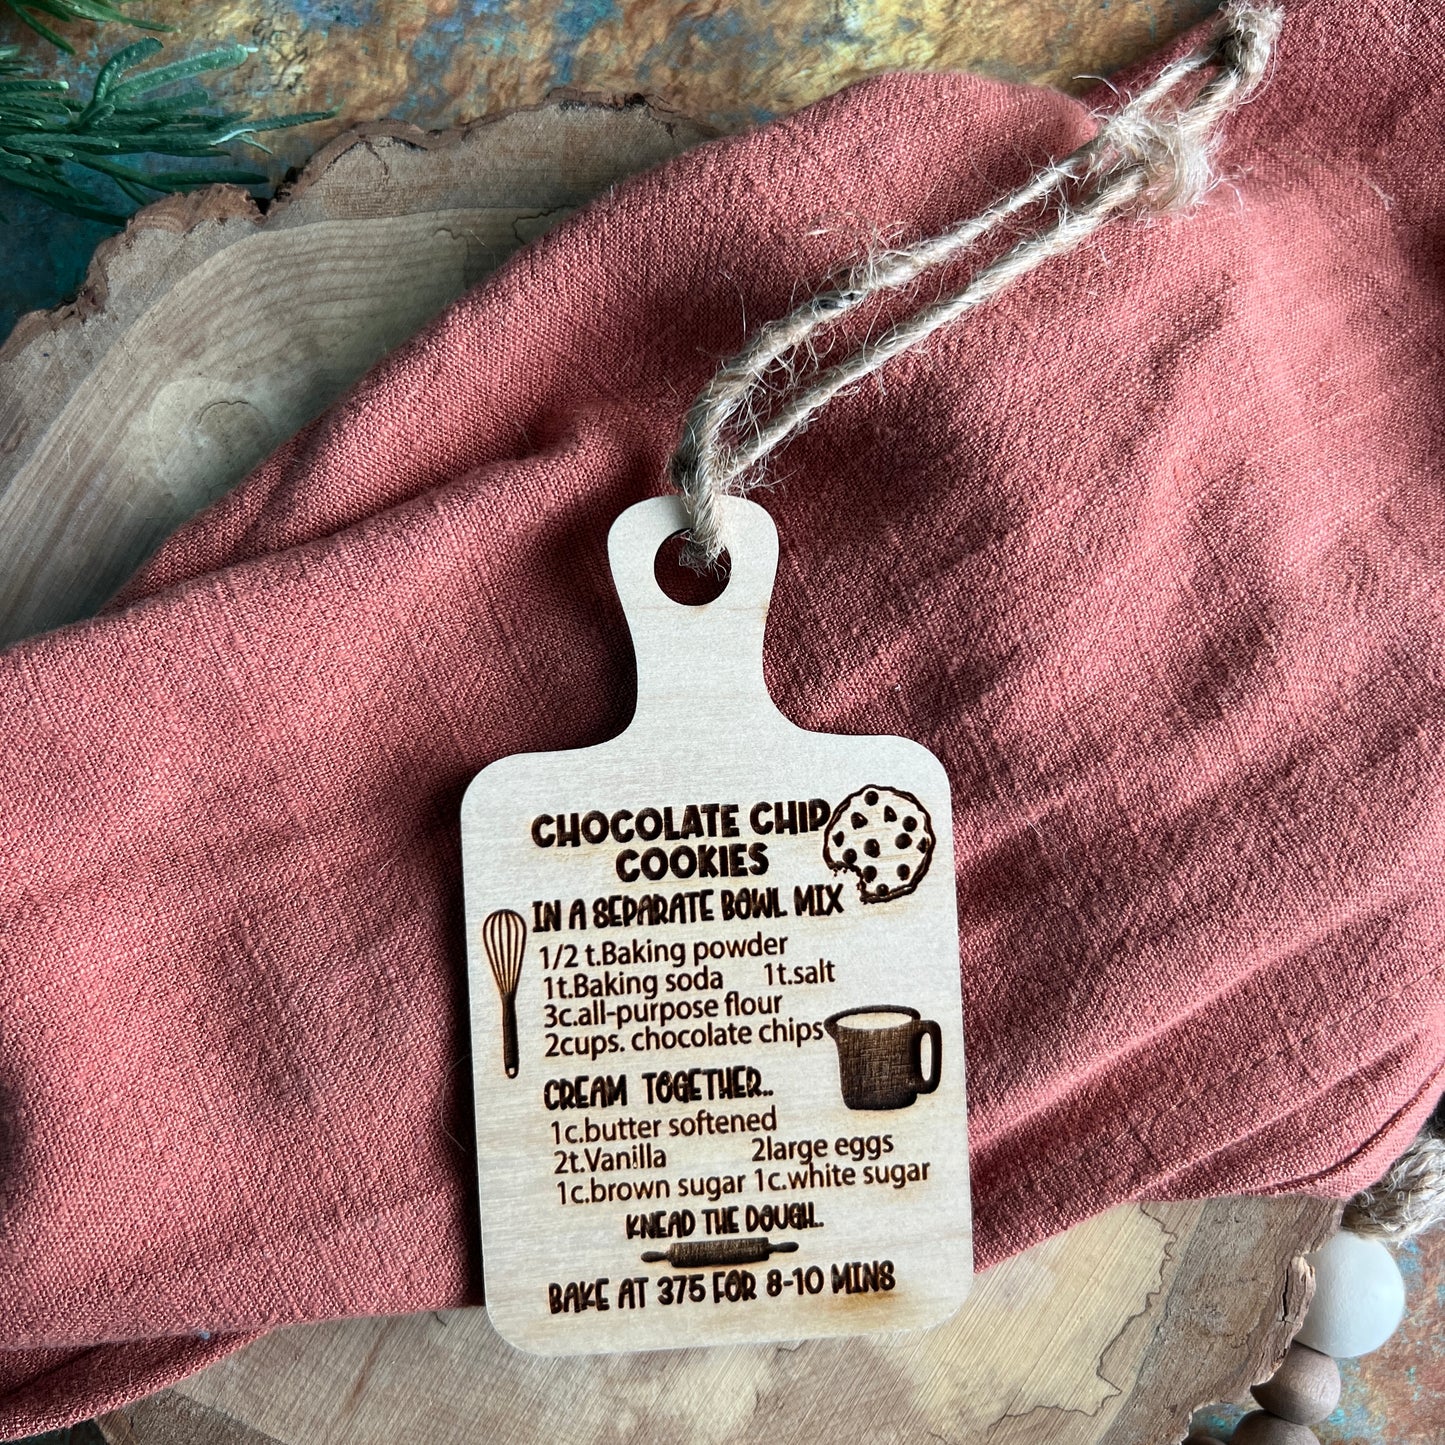 CHOCOLATE CHIP
COOKIES
IN A SEPARATE BOWL MIX
1/2 t.Baking powder
1t.Baking soda 1t.salt
3c.all-purpose flour
2cups. chocolate chips
CREAM TOGETHER..
1c.butter softened
2t.Vanilla 2large eggs
1c.brown sugar 1c.white sugar
KNEAD THE DOUGH..
BAKE AT 375 FOR 8-10 MINS